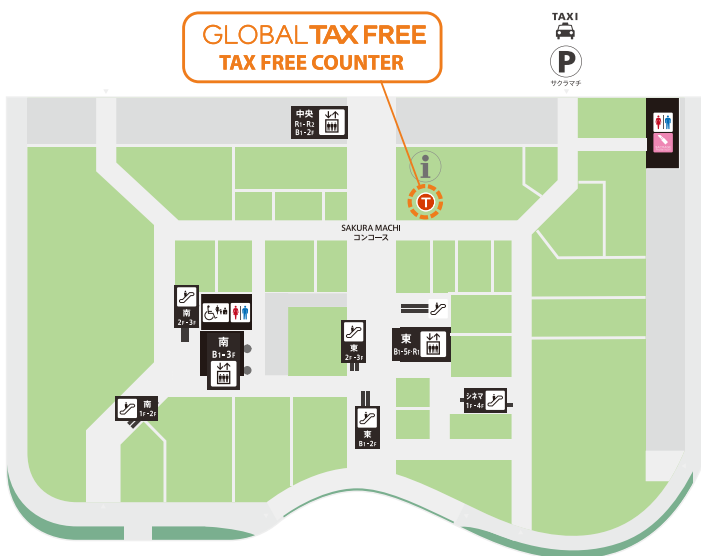 GLOBAL TAX FREE
TAX FREE COUNTER
TAXI
P
サクラマチ
中央
R1-R2
B1-2F
i
T
SAKURA MACHI
コンコース
南
2F-3F
南
B1-3F
東
2F-3F
東
B1-5F・R1
南
1F-2F
シネマ
1F-4F
東
B1-2F